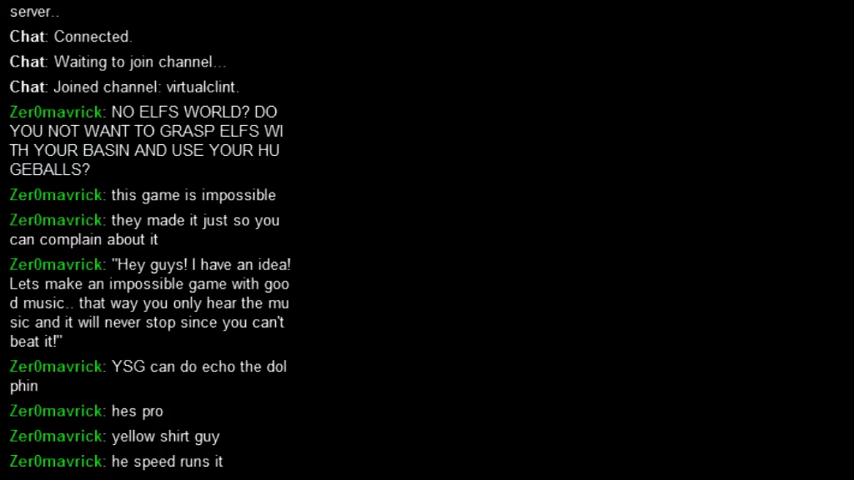 server..
Chat: Connected.
Chat: Waiting to join channel...
Chat: Joined channel: virtualclint.
Zer0mavrick: NO ELFS WORLD? DO
YOU NOT WANT TO GRASP ELFS WI
TH YOUR BASIN AND USE YOUR HU
GEBALLS?
Zer0mavrick: this game is impossible
Zer0mavrick: they made it just so you
can complain about it
Zer0mavrick: "Hey guys! I have an idea!
Lets make an impossible game with goo
d music.. that way you only hear the mu
sic and it will never stop since you can't
beat it!"
Zer0mavrick: YSG can do echo the dol
phin
Zer0mavrick: hes pro
Zer0mavrick: yellow shirt guy
Zer0mavrick: he speed runs it